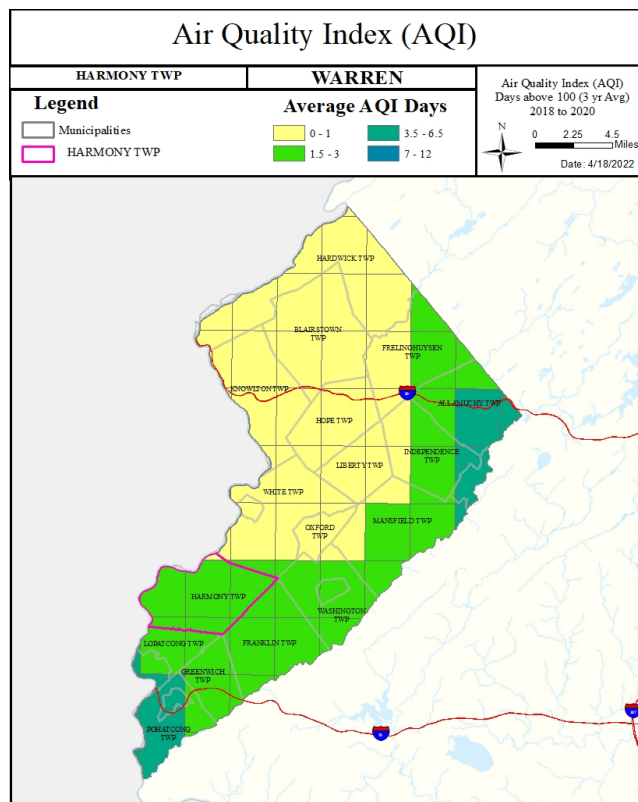 Air Quality Index (AQI)
HARMONY TWP
WARREN
Air Quality Index (AQI)
Days above 100 (3 yr Avg)
2018 to 2020
Legend
Municipalities
HARMONY TWP
Average AQI Days
0 - 1
3.5 - 6.5
1.5 - 3
7 - 12
N
0 2.25 4.5
Miles
Date: 4/18/2022
HARDWICK TWP
BLAIRSTOWN
TWP
FRELINGHUYSEN
TWP
KNOWLTON TWP
ALLAMUCHY TWP
HOPE TWP
INDEPENDENCE
TWP
LIBERTY TWP
WHITE TWP
OXFORD
TWP
MANSFIELD TWP
HARMONY TWP
WASHINGTON
TWP
LOPATCONG TWP
FRANKLIN TWP
GREENWICH
TWP
POHATCONG
TWP